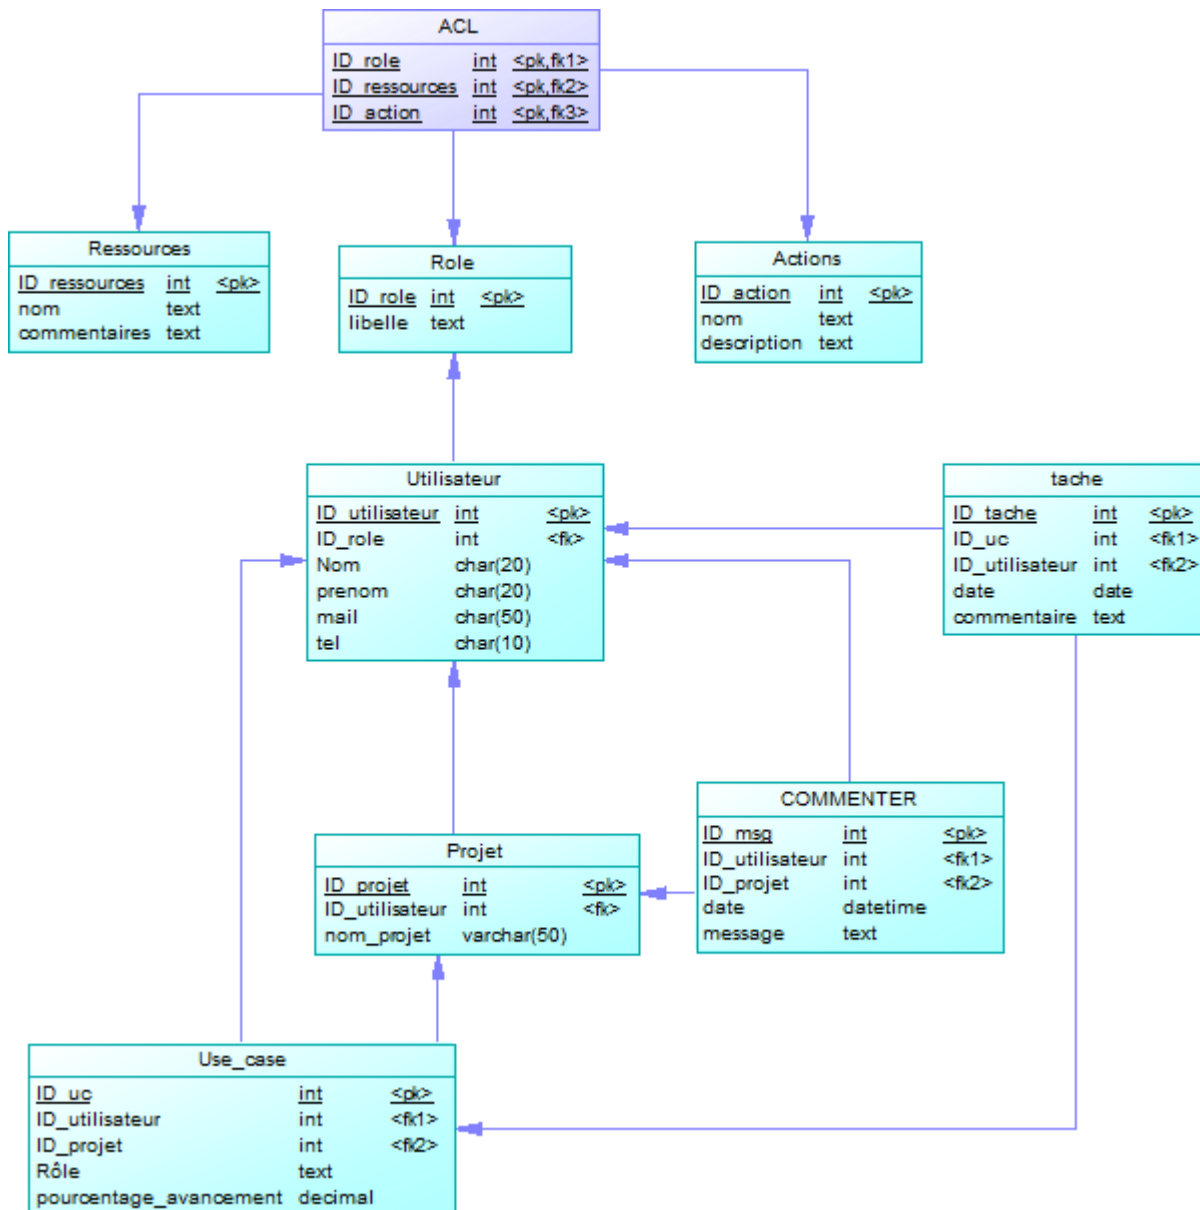 ACL
ID_role int <pk,fk1>
ID_ressources int <pk,fk2>
ID_action int <pk,fk3>
Ressources
ID_ressources int <pk>
nom text
commentaires text
Role
ID_role int <pk>
libelle text
Actions
ID_action int <pk>
nom text
description text
Utilisateur
ID_utilisateur int <pk>
ID_role int <fk>
Nom char(20)
prenom char(20)
mail char(50)
tel char(10)
tache
ID_tache int <pk>
ID_uc int <fk1>
ID_utilisateur int <fk2>
date date
commentaire text
COMMENTER
ID_msg int <pk>
ID_utilisateur int <fk1>
ID_projet int <fk2>
date datetime
message text
Projet
ID_projet int <pk>
ID_utilisateur int <fk>
nom_projet varchar(50)
Use_case
ID_uc int <pk>
ID_utilisateur int <fk1>
ID_projet int <fk2>
Rôle text
pourcentage_avancement decimal